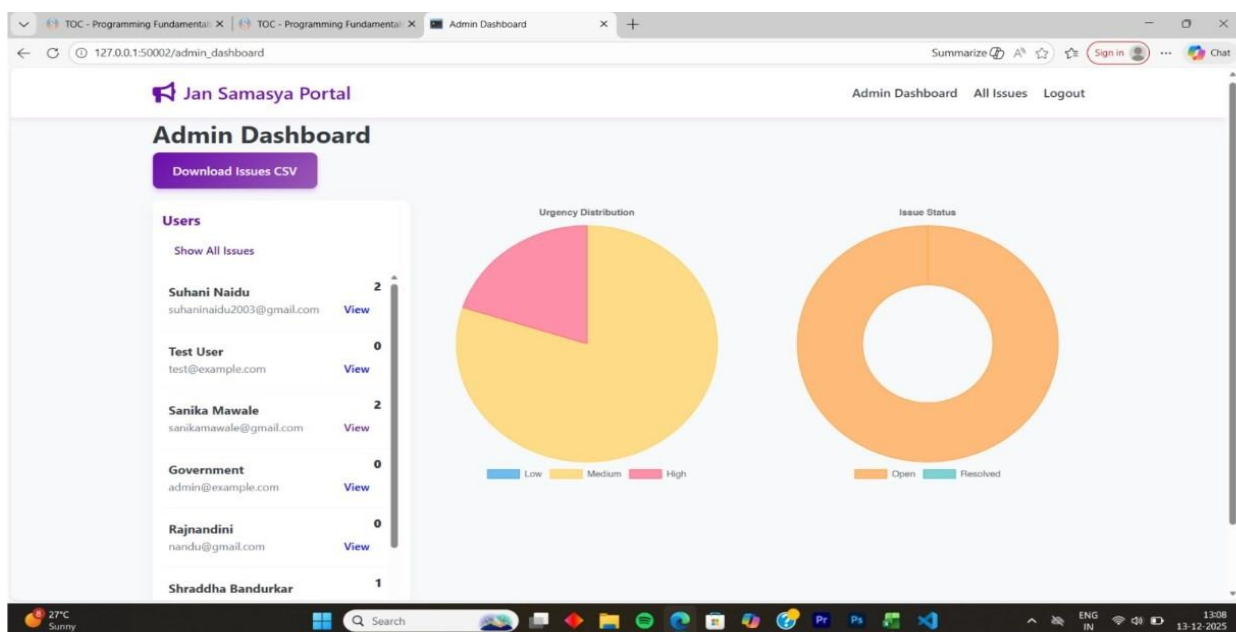 TOC - Programming Fundamental
TOC - Programming Fundamental
Admin Dashboard
127.0.0.1:50002/admin_dashboard
Summarize
Sign in
Chat
Jan Samasya Portal
Admin Dashboard All Issues Logout
Admin Dashboard
Download Issues CSV
Users
Show All Issues
Suhani Naidu 2
suhaninaidu2003@gmail.com View
Test User 0
test@example.com View
Sanika Mawale 2
sanikamawale@gmail.com View
Government 0
admin@example.com View
Rajnandini 0
nandu@gmail.com View
Shraddha Bandurkar 1
Urgency Distribution
Low Medium High
Issue Status
Open Resolved
27°C
Sunny
Search
Pr
Ps
ENG
IN
13:08
13-12-2025